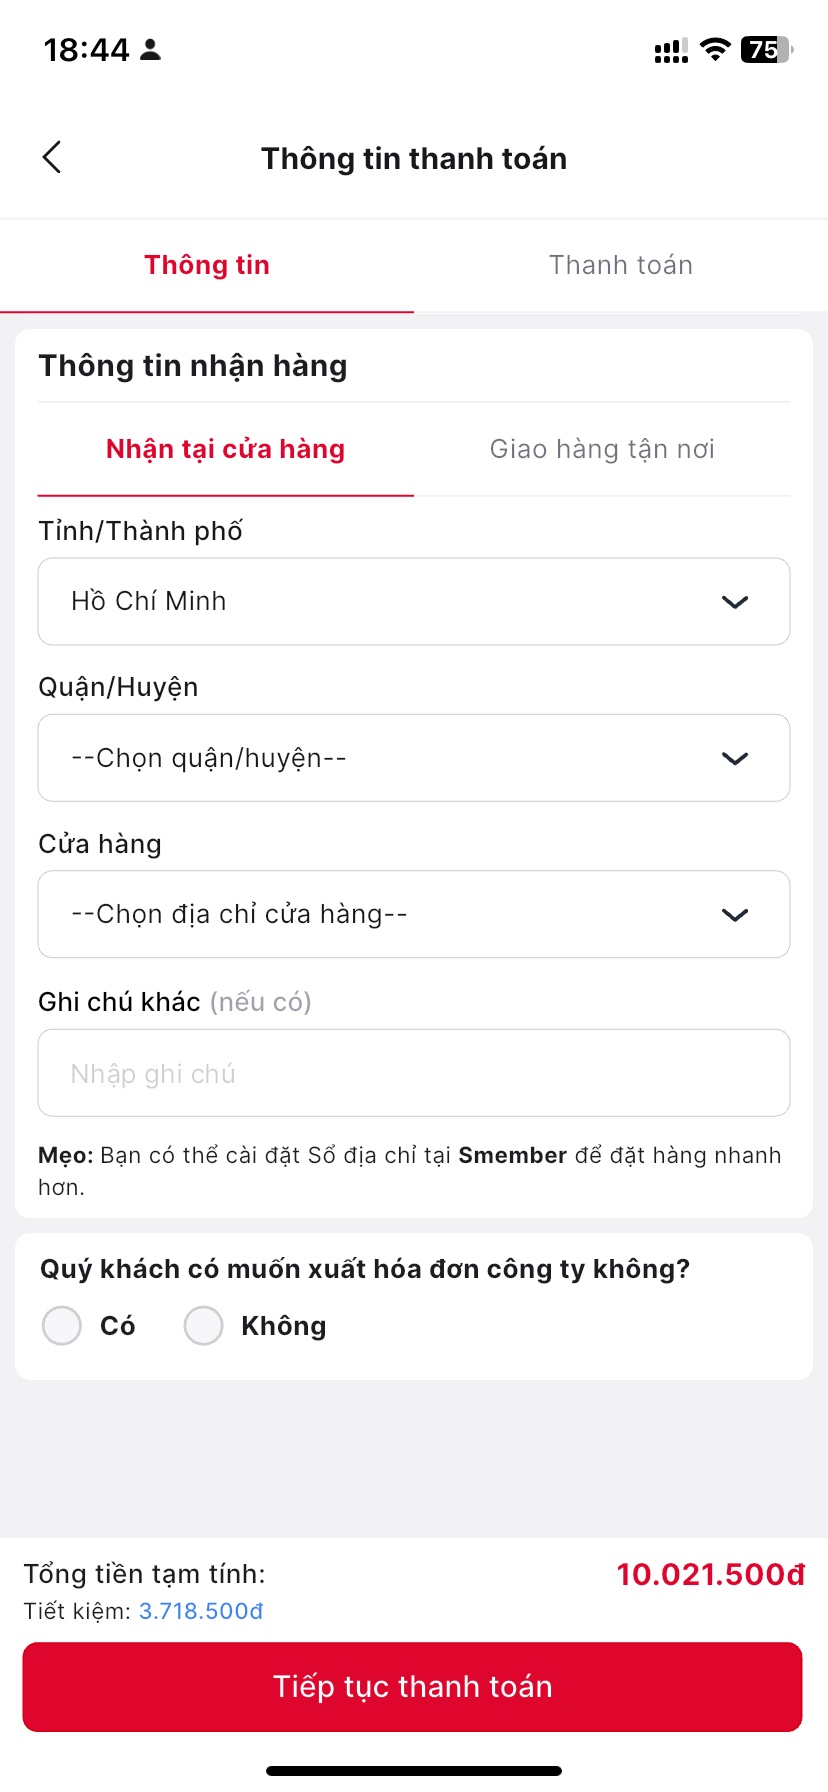 18:44
75
Thông tin thanh toán
Thông tin
Thanh toán
Thông tin nhận hàng
Nhận tại cửa hàng
Giao hàng tận nơi
Tỉnh/Thành phố
Hồ Chí Minh
Quận/Huyện
--Chọn quận/huyện--
Cửa hàng
--Chọn địa chỉ cửa hàng--
Ghi chú khác (nếu có)
Nhập ghi chú
Mẹo: Bạn có thể cài đặt Sổ địa chỉ tại Smember để đặt hàng nhanh
hơn.
Quý khách có muốn xuất hóa đơn công ty không?
Có
Không
Tổng tiền tạm tính:
10.021.500đ
Tiết kiệm: 3.718.500đ
Tiếp tục thanh toán